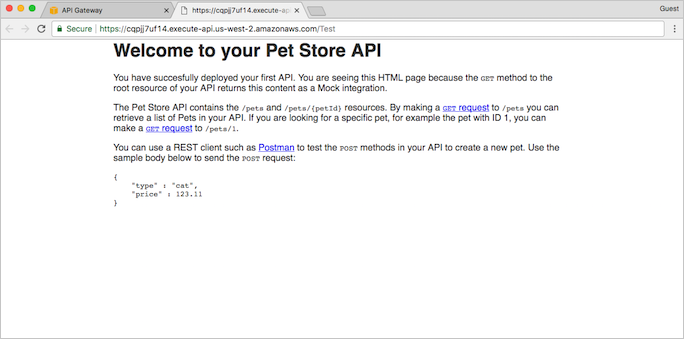 API Gateway
https://cqpjj7uf14.execute-api
Guest
Secure
https://cqpjj7uf14.execute-api.us-west-2.amazonaws.com/Test
Welcome to your Pet Store API
You have succesfully deployed your first API. You are seeing this HTML page because the GET method to the
root resource of your API returns this content as a Mock integration.
The Pet Store API contains the /pets and /pets/{petId} resources. By making a GET request to /pets you can
retrieve a list of Pets in your API. If you are looking for a specific pet, for example the pet with ID 1, you can
make a GET request to /pets/1.
You can use a REST client such as Postman to test the POST methods in your API to create a new pet. Use the
sample body below to send the POST request:
{
"type" : "cat",
"price" : 123.11
}